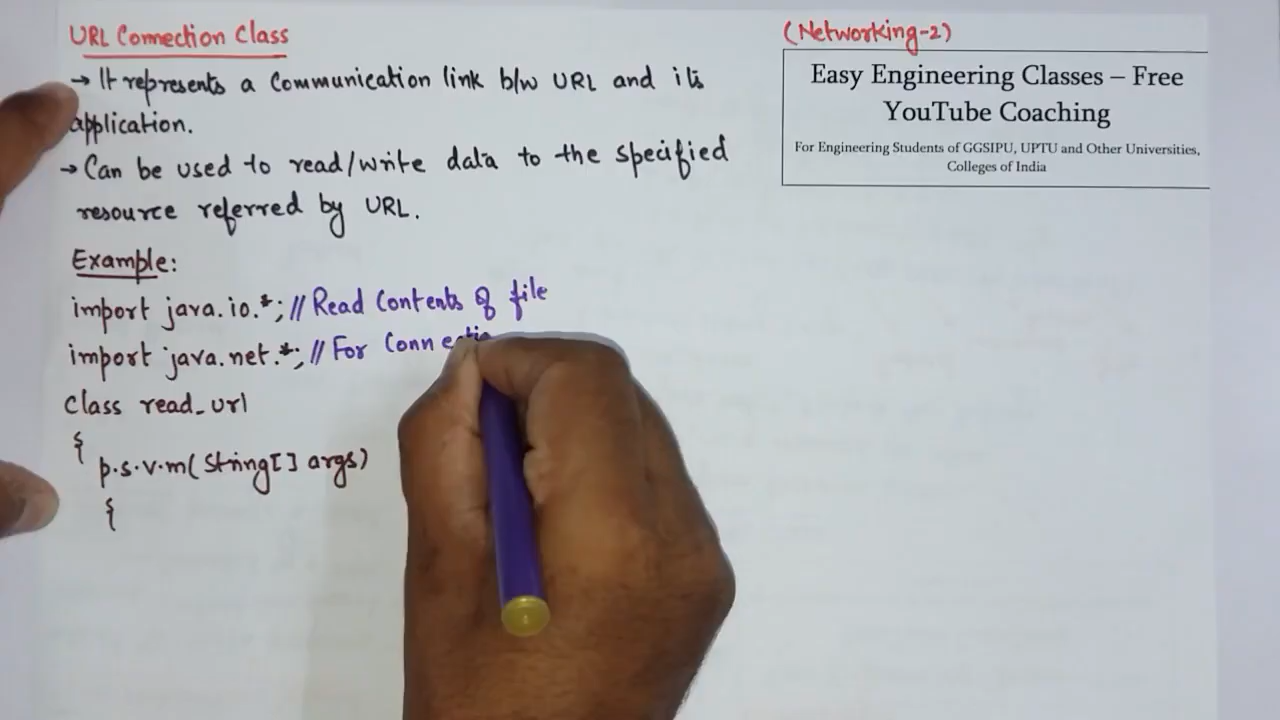 URL Connection Class
→ It represents a Communication link b/w URL and its
application.
→ Can be used to read/write data to the specified
resource referred by URL.
Example:
import java.io.*; // Read Contents of file
import java.net.*; // For
class read_url
{
p.s.v.m(String[] args)
{
(Networking-2)
Easy Engineering Classes – Free
YouTube Coaching
For Engineering Students of GGSIPU, UPTU and Other Universities,
Colleges of India